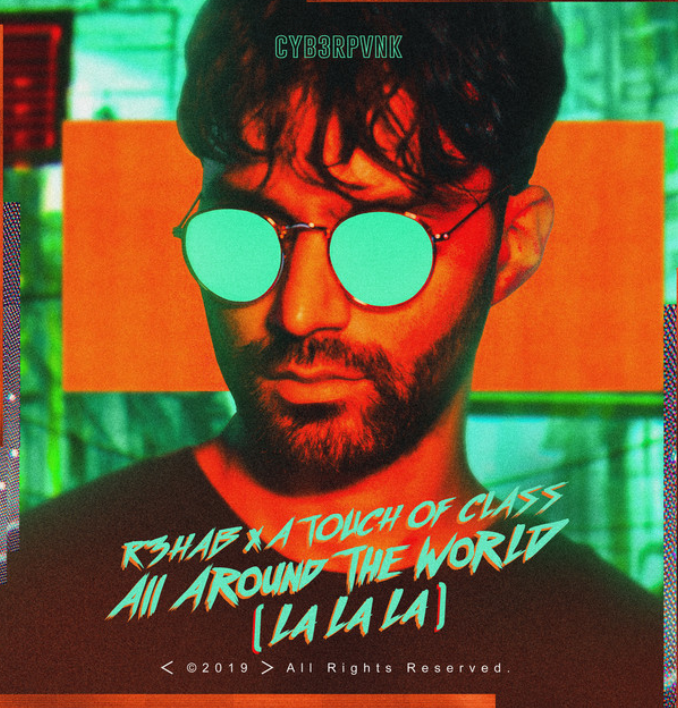 CYB3RPVNK
R3HAB x A TOUCH OF CLASS
All AROUND THE WORLD
(LA LA LA)
< ©2019 > All Rights Reserved.